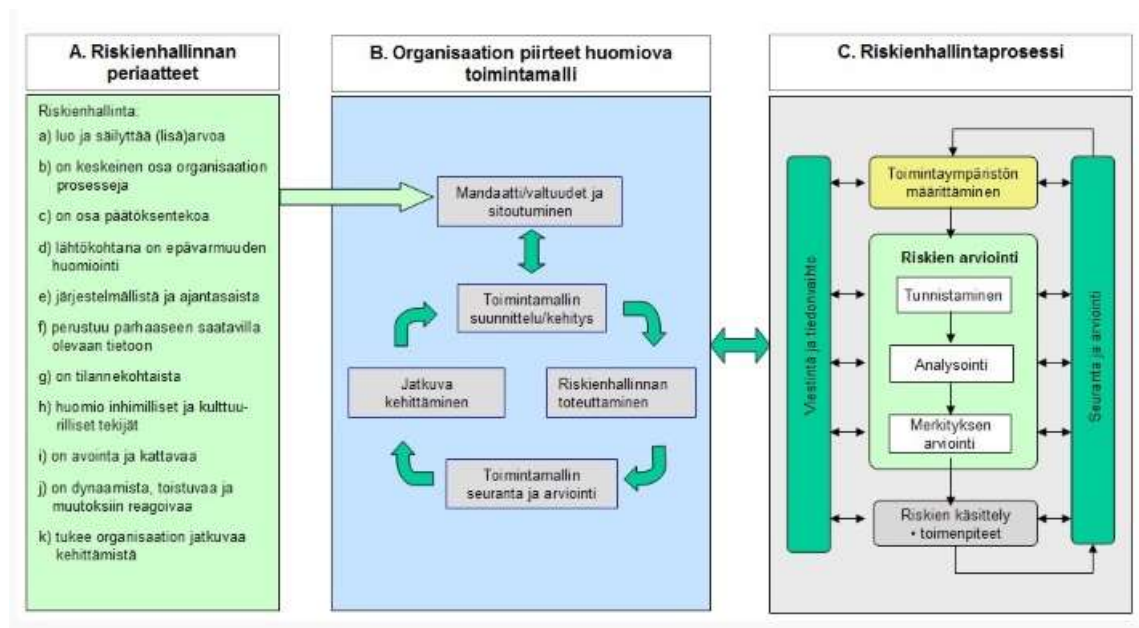 A. Riskienhallinnan
periaatteet
Riskienhallinta:
a) luo ja säilyttää (lisä)arvoa
b) on keskeinen osa organisaation
prosesseja
c) on osa päätöksentekoa
d) lähtökohtana on epävarmuuden
huomiointi
e) järjestelmällistä ja ajantasaista
f) perustuu parhaaseen saatavilla
olevaan tietoon
g) on tilannekohtaista
h) huomio inhimilliset ja kulttuu-
rilliset tekijät
i) on avointa ja kattavaa
j) on dynaamista, toistuvaa ja
muutoksiin reagoivaa
k) tukee organisaation jatkuvaa
kehittämistä
B. Organisaation piirteet huomiova
toimintamalli
Mandaatti/valtuudet ja
sitoutuminen
Toimintamallin
suunnittelu/kehitys
Jatkuva
kehittäminen
Riskienhallinnan
toteuttaminen
Toimintamallin
seuranta ja arviointi
C. Riskienhallintaprosessi
Viestintä ja tiedonvaihto
Toimintaympäristön
määrittäminen
Riskien arviointi
Tunnistaminen
Analysointi
Merkityksen
arviointi
Riskien käsittely
• toimenpiteet
Seuranta ja arviointi